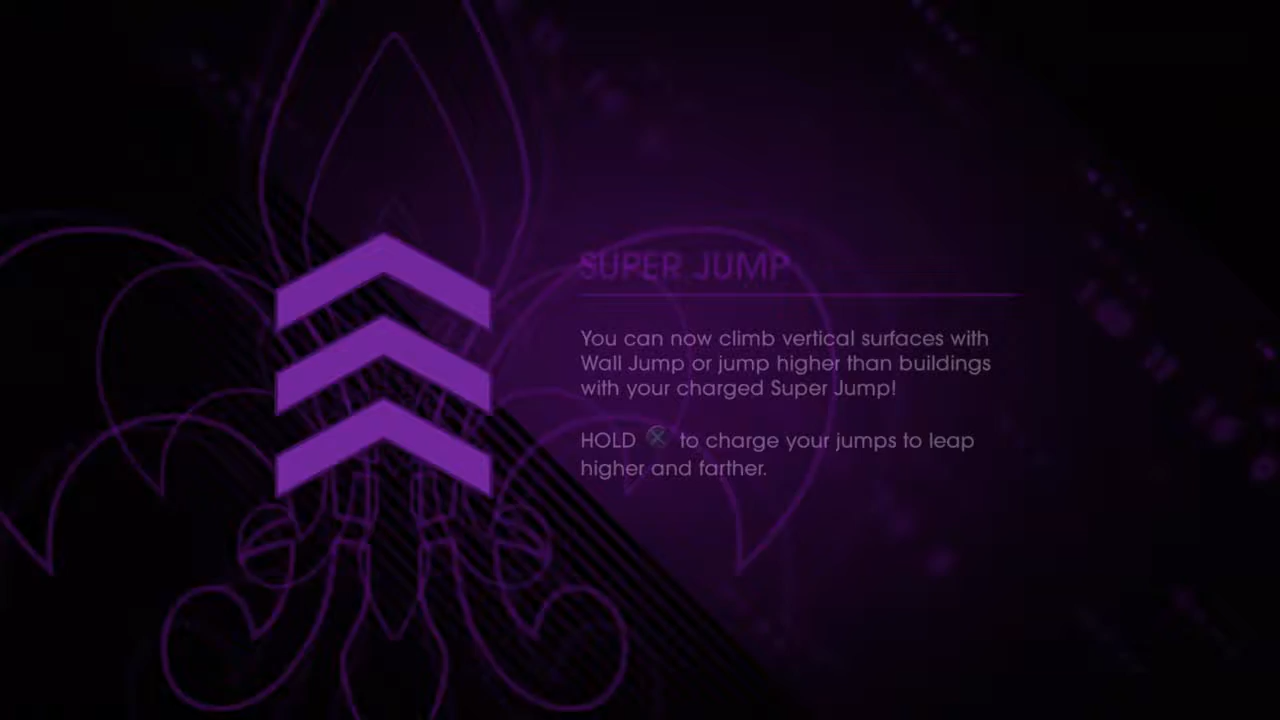 SUPER JUMP
You can now climb vertical surfaces with
Wall Jump or jump higher than buildings
with your charged Super Jump!
HOLD to charge your jumps to leap
higher and farther.